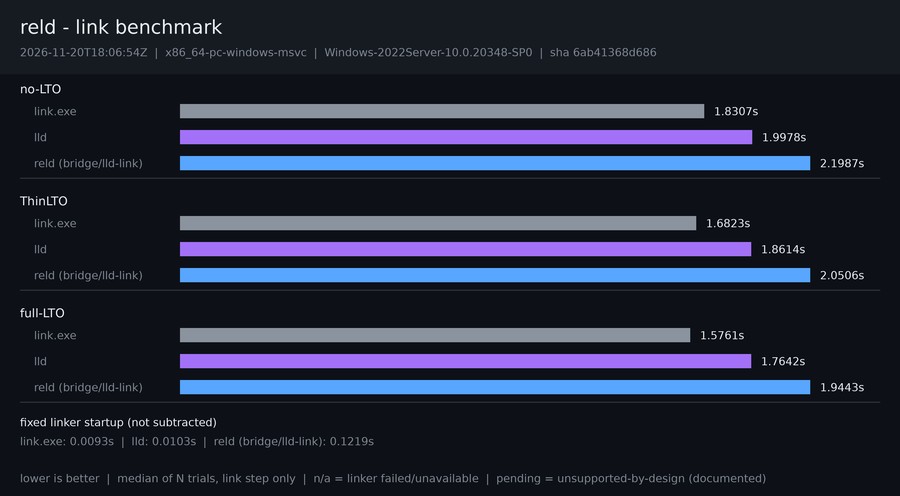 reld - link benchmark
2026-11-20T18:06:54Z | x86_64-pc-windows-msvc | Windows-2022Server-10.0.20348-SP0 | sha 6ab41368d686
no-LTO
link.exe 1.8307s
lld 1.9978s
reld (bridge/lld-link) 2.1987s
ThinLTO
link.exe 1.6823s
lld 1.8614s
reld (bridge/lld-link) 2.0506s
full-LTO
link.exe 1.5761s
lld 1.7642s
reld (bridge/lld-link) 1.9443s
fixed linker startup (not subtracted)
link.exe: 0.0093s | lld: 0.0103s | reld (bridge/lld-link): 0.1219s
lower is better | median of N trials, link step only | n/a = linker failed/unavailable | pending = unsupported-by-design (documented)